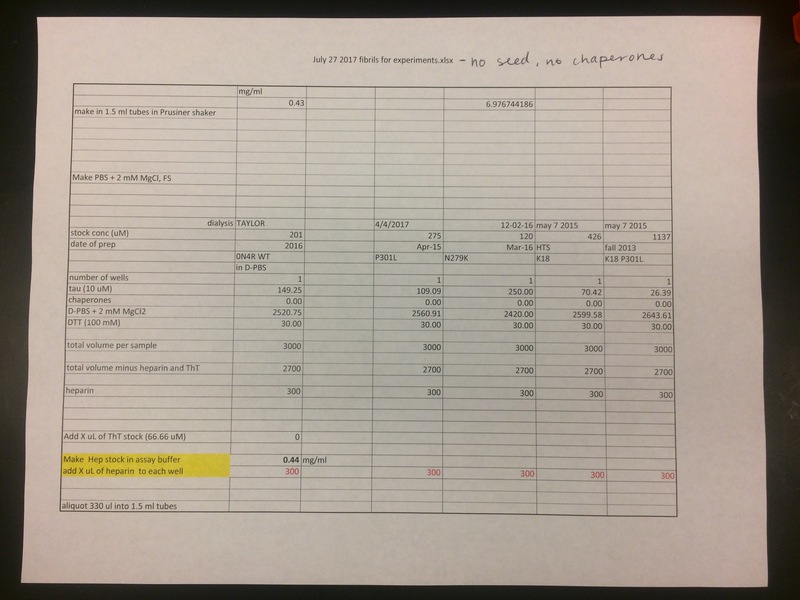 July 27 2017 fibrils for experiments.xlsx - no seed, no chaperones
mg/ml
0.43 6.976744186
make in 1.5 ml tubes in Prusiner shaker
Make PBS + 2 mM MgCl, FS
dialysis TAYLOR 4/4/2017 12-02-16 may 7 2015 may 7 2015
stock conc (uM) 201 275 120 426 1137
date of prep 2016 Apr-15 Mar-16 HTS fall 2013
0N4R WT P301L N279K K18 K18 P301L
in D-PBS
number of wells 1 1 1 1 1
tau (10 uM) 149.25 109.09 250.00 70.42 26.39
chaperones 0.00 0.00 0.00 0.00 0.00
D-PBS + 2 mM MgCl2 2520.75 2560.91 2420.00 2599.58 2643.61
DTT (100 mM) 30.00 30.00 30.00 30.00 30.00
total volume per sample 3000 3000 3000 3000 3000
total volume minus heparin and ThT 2700 2700 2700 2700 2700
heparin 300 300 300 300 300
Add X uL of ThT stock (66.66 uM) 0
Make Hep stock in assay buffer 0.44 mg/ml
add X uL of heparin to each well 300 300 300 300 300
aliquot 330 ul into 1.5 ml tubes